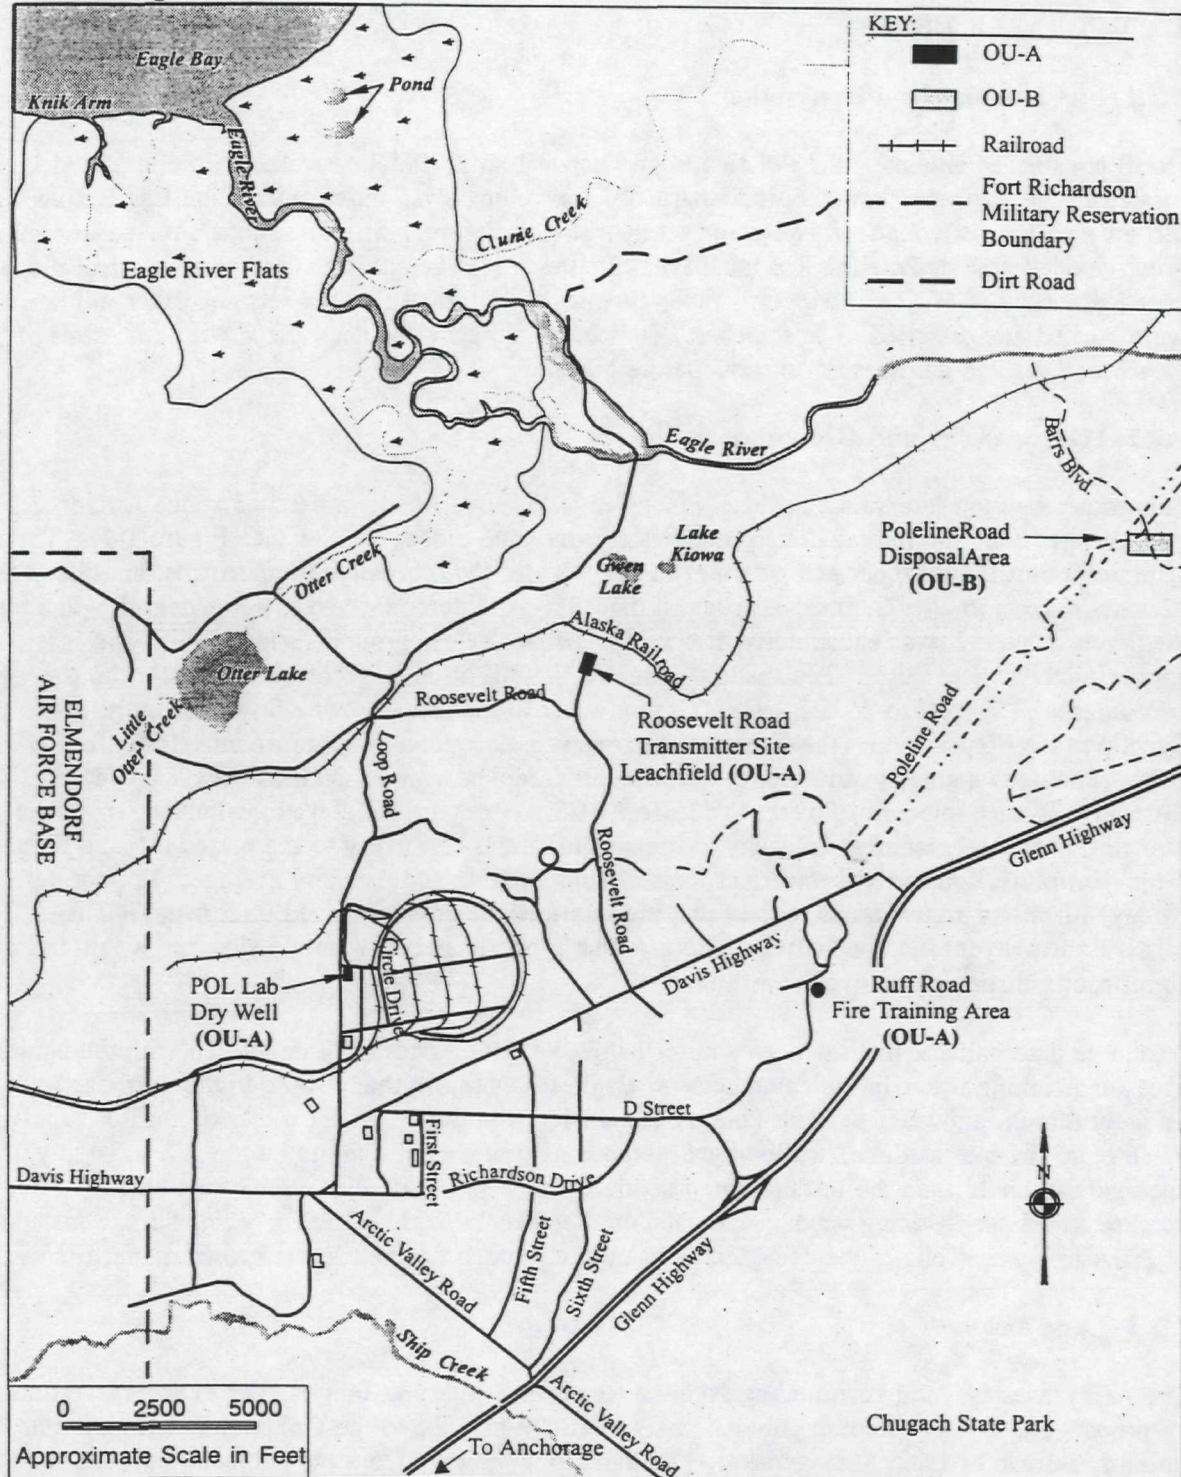 KEY:
OU-A
OU-B
Railroad
Fort Richardson
Military Reservation
Boundary
Dirt Road
Eagle Bay
Knik Arm
Pond
Eagle River
Clunie Creek
Eagle River Flats
Eagle River
Barrs Blvd.
Otter Creek
Lake
Kiowa
Gwen
Lake
PolelineRoad
DisposalArea
(OU-B)
Alaska Railroad
Otter Lake
Little
Otter Creek
ELMENDORF
AIR FORCE BASE
Roosevelt Road
Loop Road
Roosevelt Road
Transmitter Site
Leachfield (OU-A)
Poleline Road
Glenn Highway
Roosevelt Road
Circle Drive
Davis Highway
POL Lab
Dry Well
(OU-A)
Ruff Road
Fire Training Area
(OU-A)
D Street
First Street
Davis Highway
Richardson Drive
N
Arctic Valley Road
Fifth Street
Sixth Street
Glenn Highway
Ship Creek
0 2500 5000
Approximate Scale in Feet
To Anchorage
Arctic Valley Road
Chugach State Park